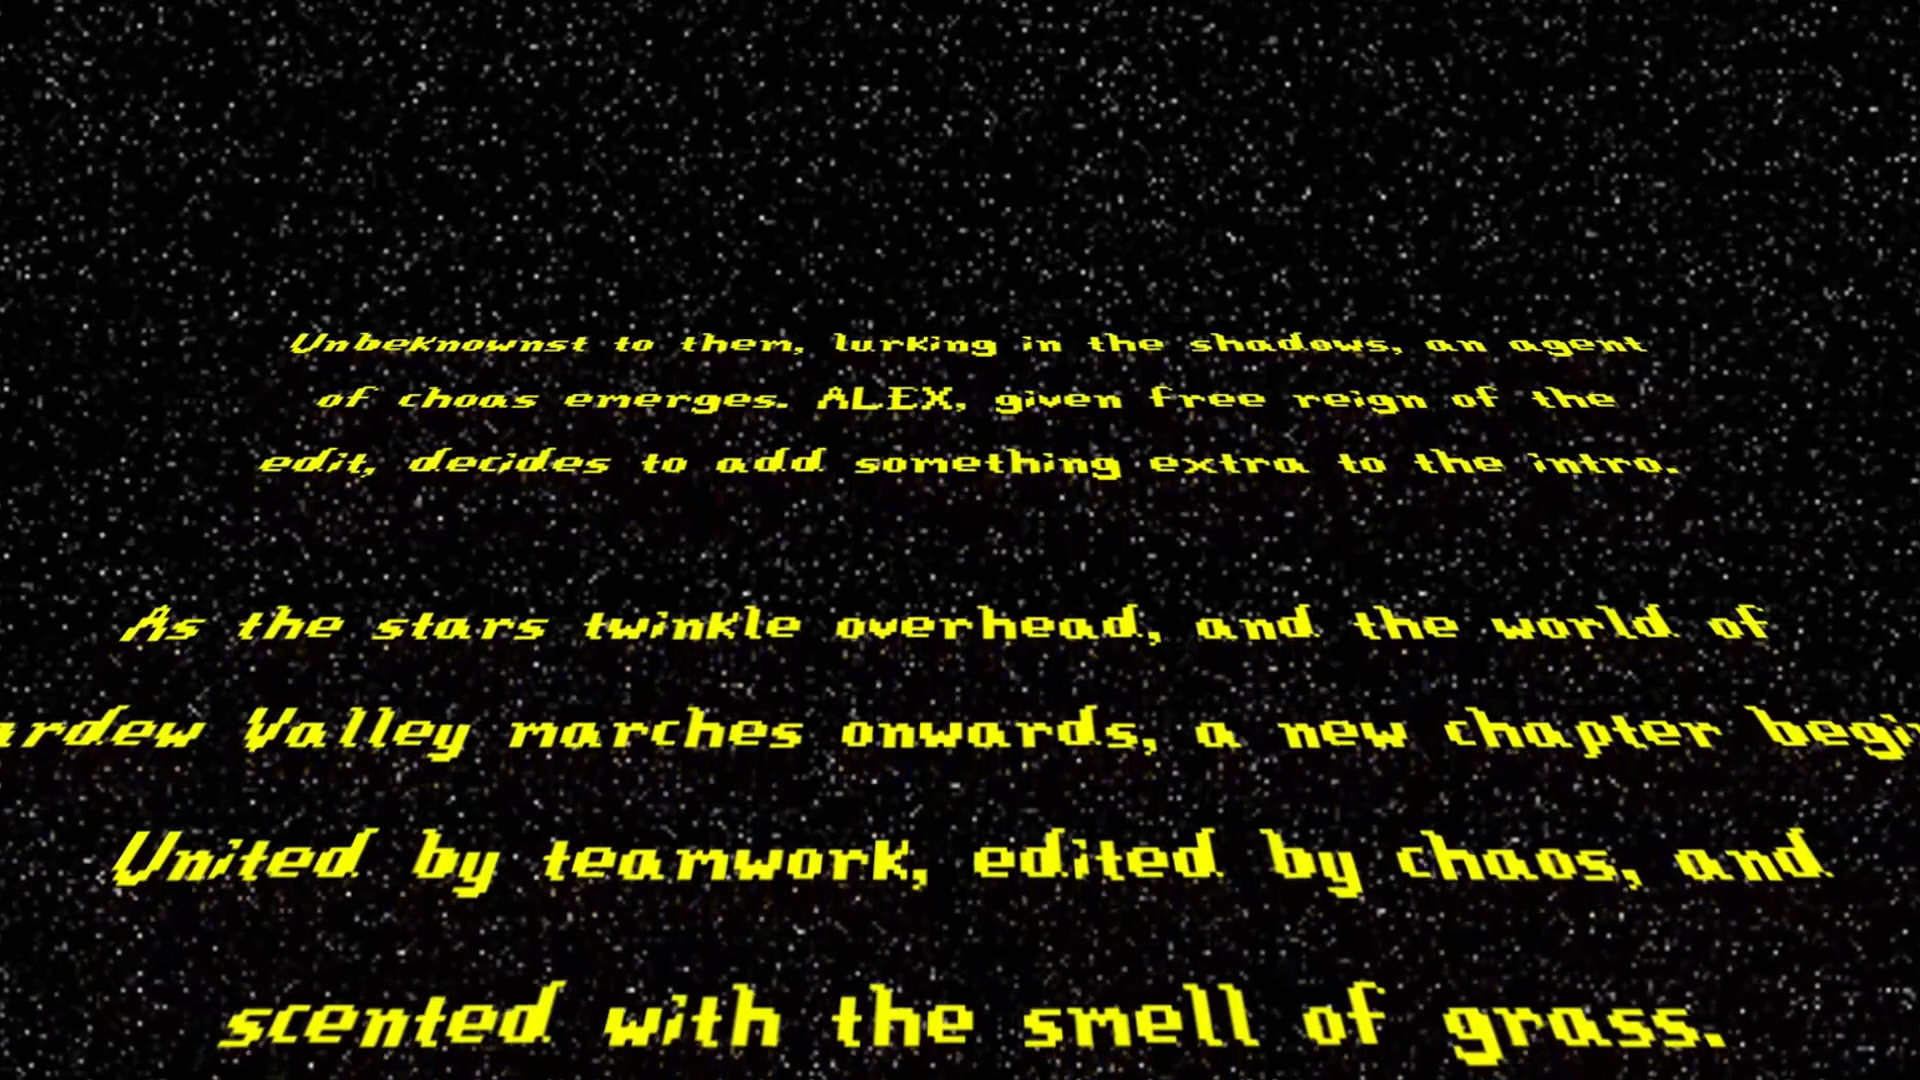 Unbeknownst to them, lurking in the shadows, an agent
of choas emerges. ALEX, given free reign of the
edit, decides to add something extra to the intro.
As the stars twinkle overhead, and the world of
ardew Valley marches onwards, a new chapter begi
United by teamwork, edited by chaos, and
scented with the smell of grass.